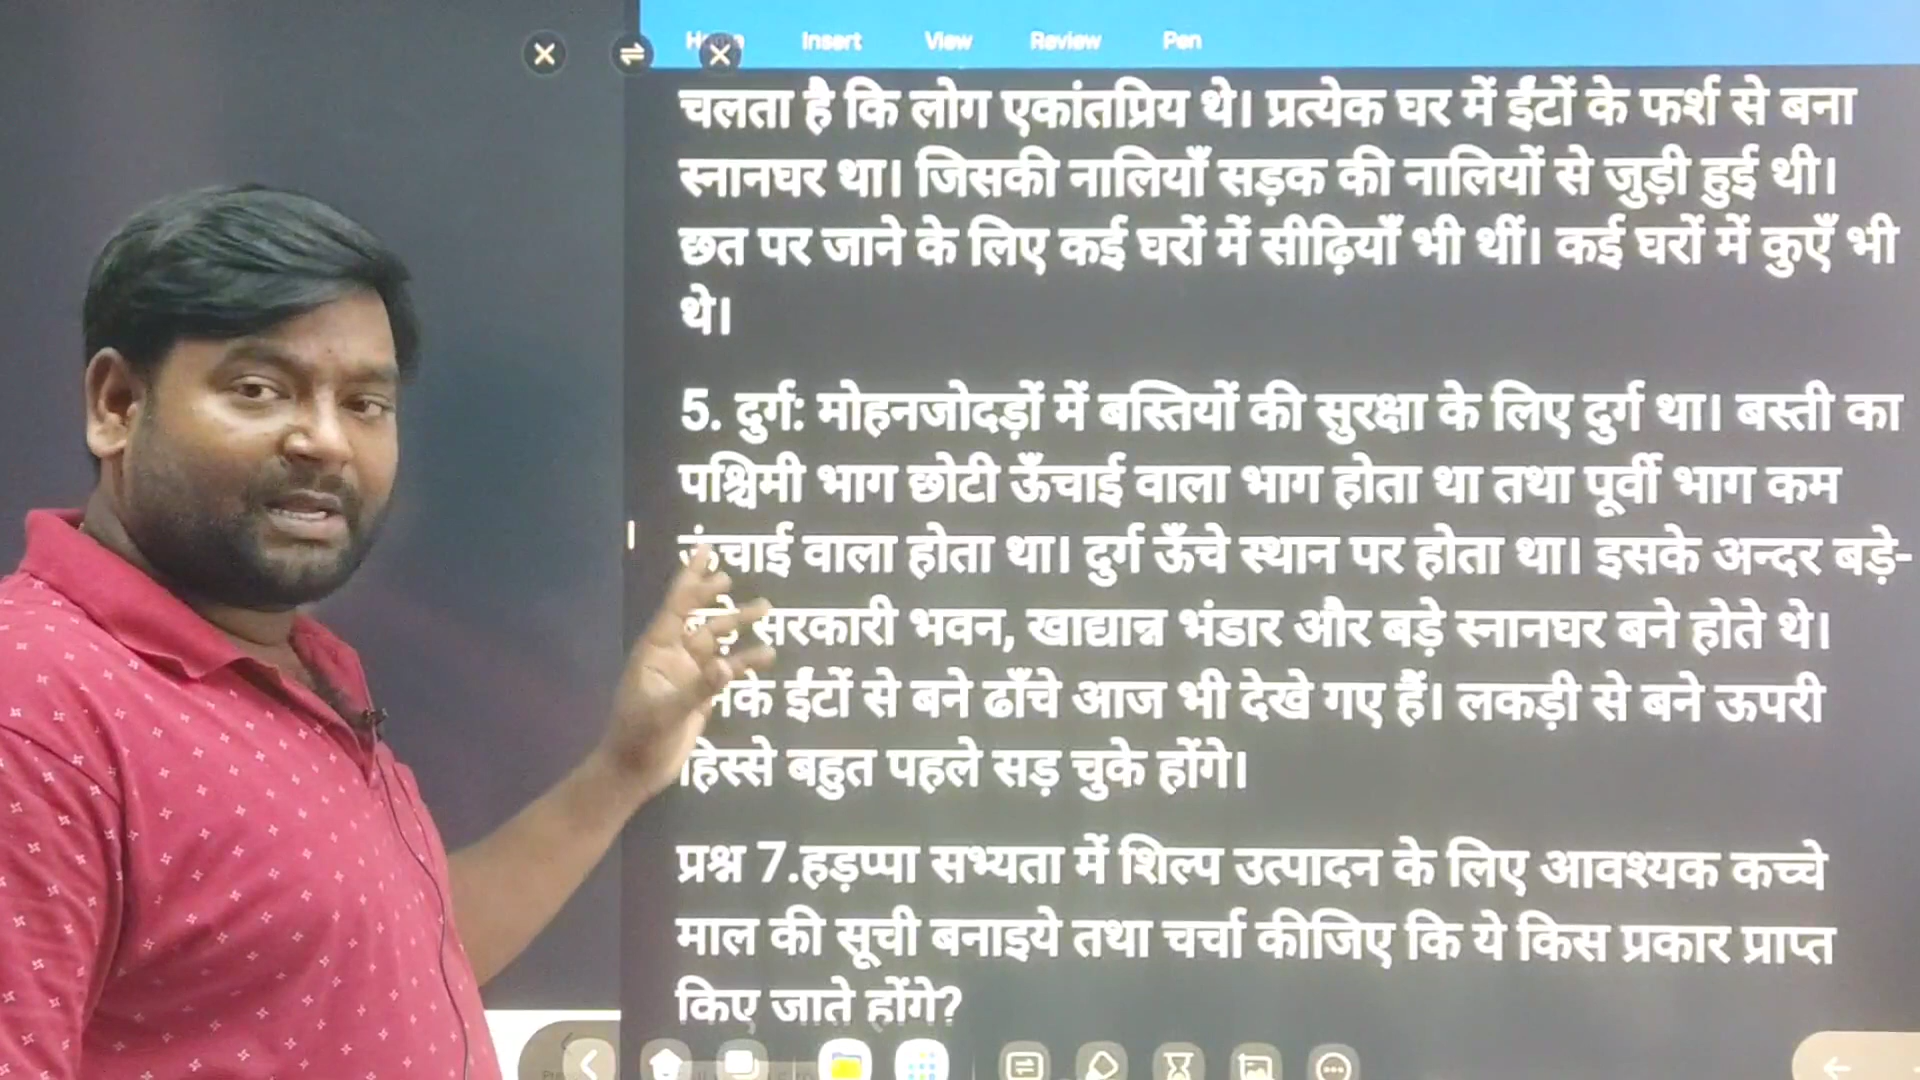 Home Insert View Review Pen
चलता है कि लोग एकांतप्रिय थे। प्रत्येक घर में ईंटों के फर्श से बना
स्नानघर था। जिसकी नालियाँ सड़क की नालियों से जुड़ी हुई थी।
छत पर जाने के लिए कई घरों में सीढ़ियाँ भी थीं। कई घरों में कुएँ भी
थे।
5. दुर्ग: मोहनजोदड़ों में बस्तियों की सुरक्षा के लिए दुर्ग था। बस्ती का
पश्चिमी भाग छोटी ऊँचाई वाला भाग होता था तथा पूर्वी भाग कम
ऊंचाई वाला होता था। दुर्ग ऊँचे स्थान पर होता था। इसके अन्दर बड़े-
बड़े सरकारी भवन, खाद्यान्न भंडार और बड़े स्नानघर बने होते थे।
ईंटों से बने ढाँचे आज भी देखे गए हैं। लकड़ी से बने ऊपरी
हिस्से बहुत पहले सड़ चुके होंगे।
प्रश्न 7.हड़प्पा सभ्यता में शिल्प उत्पादन के लिए आवश्यक कच्चे
माल की सूची बनाइये तथा चर्चा कीजिए कि ये किस प्रकार प्राप्त
किए जाते होंगे?